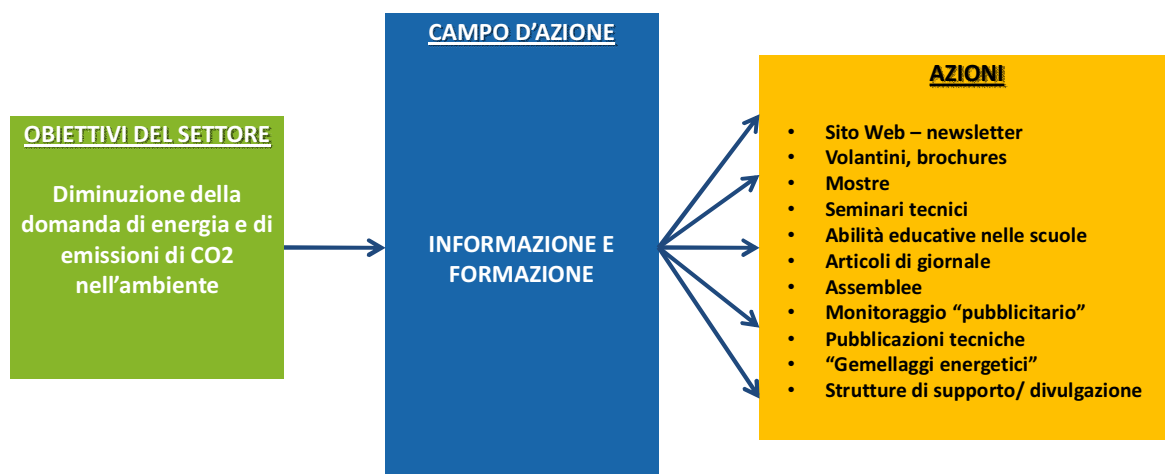 OBIETTIVI DEL SETTORE
Diminuzione della
domanda di energia e di
emissioni di CO2
nell'ambiente
CAMPO D'AZIONE
INFORMAZIONE E
FORMAZIONE
AZIONI
• Sito Web – newsletter
• Volantini, brochures
• Mostre
• Seminari tecnici
• Abilità educative nelle scuole
• Articoli di giornale
• Assemblee
• Monitoraggio "pubblicitario"
• Pubblicazioni tecniche
• "Gemellaggi energetici"
• Strutture di supporto/ divulgazione